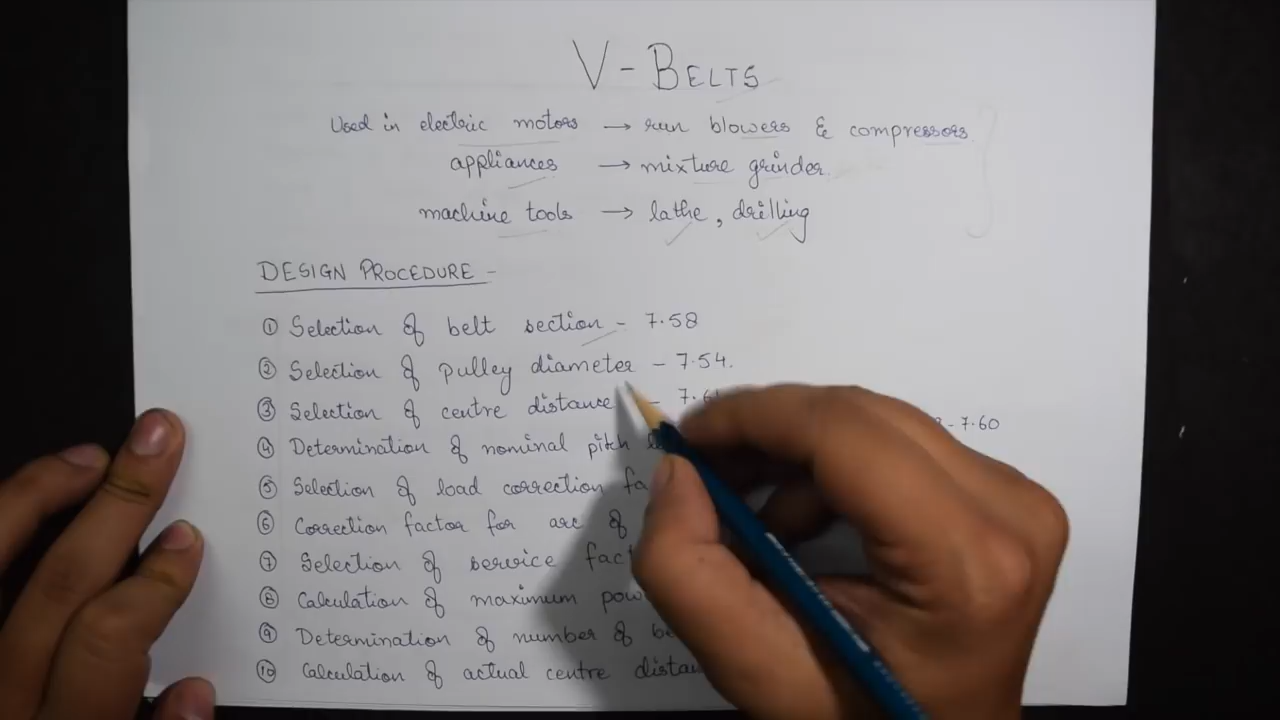 V - BELTS
Used in electric motors → run blowers & compressors.
appliances → mixture grinder.
machine tools → lathe, drilling
DESIGN PROCEDURE -
① Selection of belt section - 7.58
② Selection of pulley diameter - 7.54.
③ Selection of centre distance -
④ Determination of nominal pitch - 7.60
⑤ Selection of load correction
⑥ Correction factor for arc of
⑦ Selection of service
⑧ Calculation of maximum
⑨ Determination of number of
⑩ Calculation of actual centre